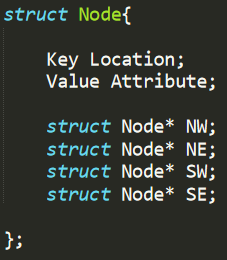 struct Node{
Key Location;
Value Attribute;
struct Node* NW;
struct Node* NE;
struct Node* SW;
struct Node* SE;
};